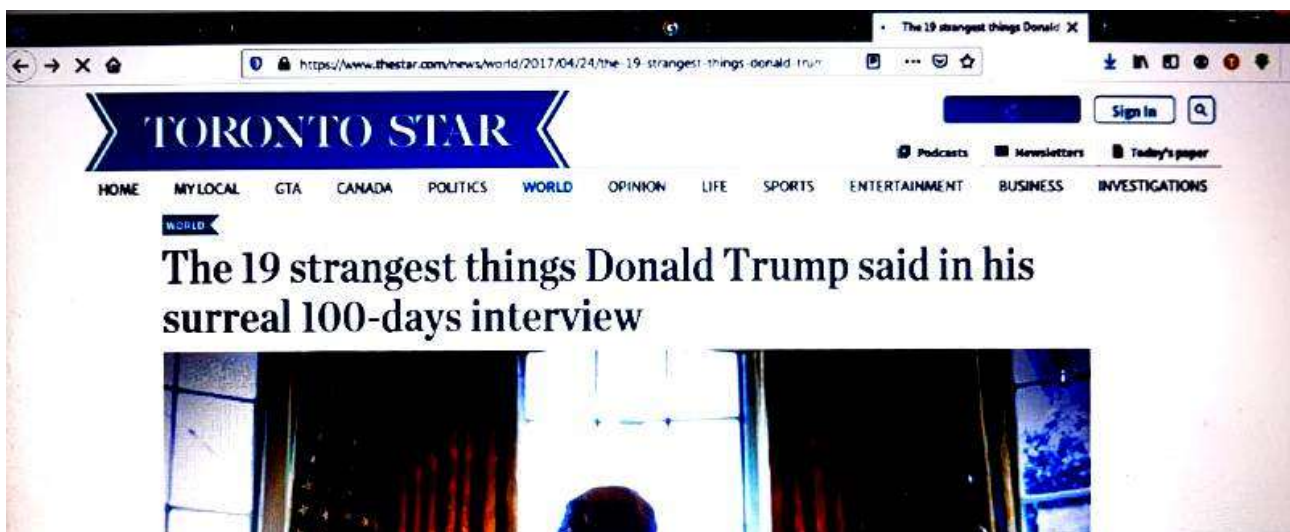 The 19 strangest things Donald
https://www.thestar.com/news/world/2017/04/24/the-19-strangest-things-donald-trum
TORONTO STAR
Sign In
Podcasts Newsletters Today's paper
HOME MY LOCAL GTA CANADA POLITICS WORLD OPINION LIFE SPORTS ENTERTAINMENT BUSINESS INVESTIGATIONS
WORLD
The 19 strangest things Donald Trump said in his
surreal 100-days interview